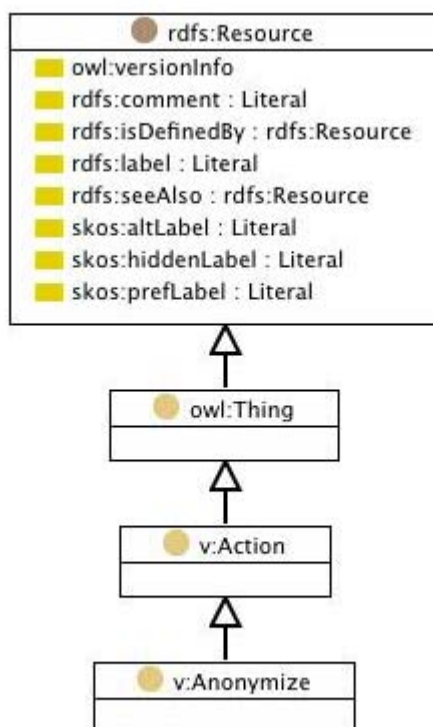 rdfs:Resource
owl:versionInfo
rdfs:comment : Literal
rdfs:isDefinedBy : rdfs:Resource
rdfs:label : Literal
rdfs:seeAlso : rdfs:Resource
skos:altLabel : Literal
skos:hiddenLabel : Literal
skos:prefLabel : Literal
owl:Thing
v:Action
v:Anonymize